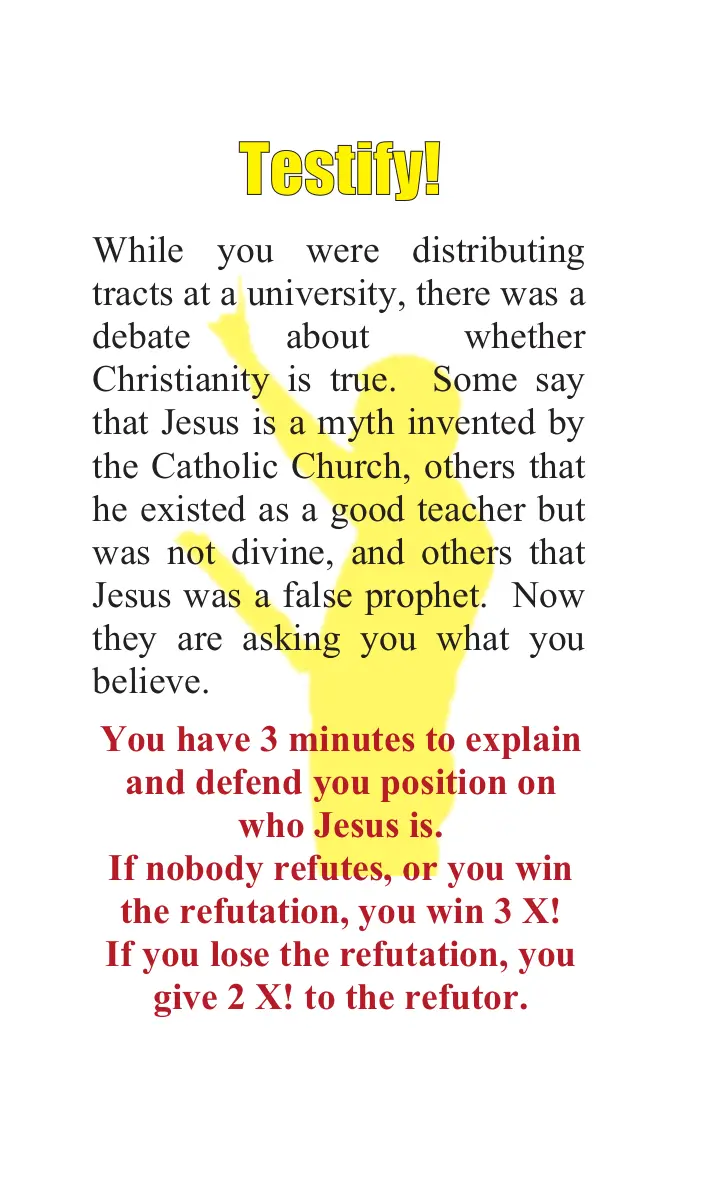 Testify!
While you were distributing
tracts at a university, there was a
debate about whether
Christianity is true. Some say
that Jesus is a myth invented by
the Catholic Church, others that
he existed as a good teacher but
was not divine, and others that
Jesus was a false prophet. Now
they are asking you what you
believe.
You have 3 minutes to explain
and defend you position on
who Jesus is.
If nobody refutes, or you win
the refutation, you win 3 X!
If you lose the refutation, you
give 2 X! to the refutor.